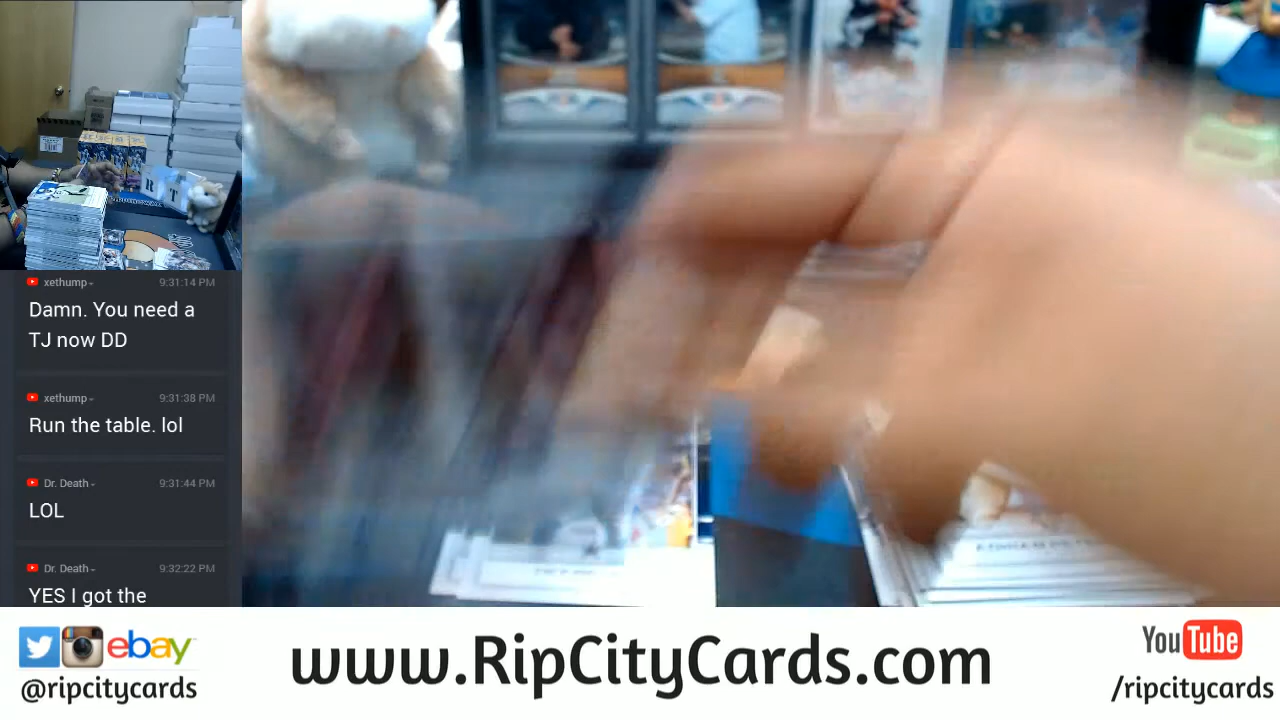 R
T
xethump
9:31:14 PM
Damn. You need a
TJ now DD
xethump
9:31:38 PM
Run the table. lol
Dr. Death
9:31:44 PM
LOL
Dr. Death
9:32:22 PM
YES I got the
ebay
@ripcitycards
www.RipCityCards.com
YouTube
/ripcitycards